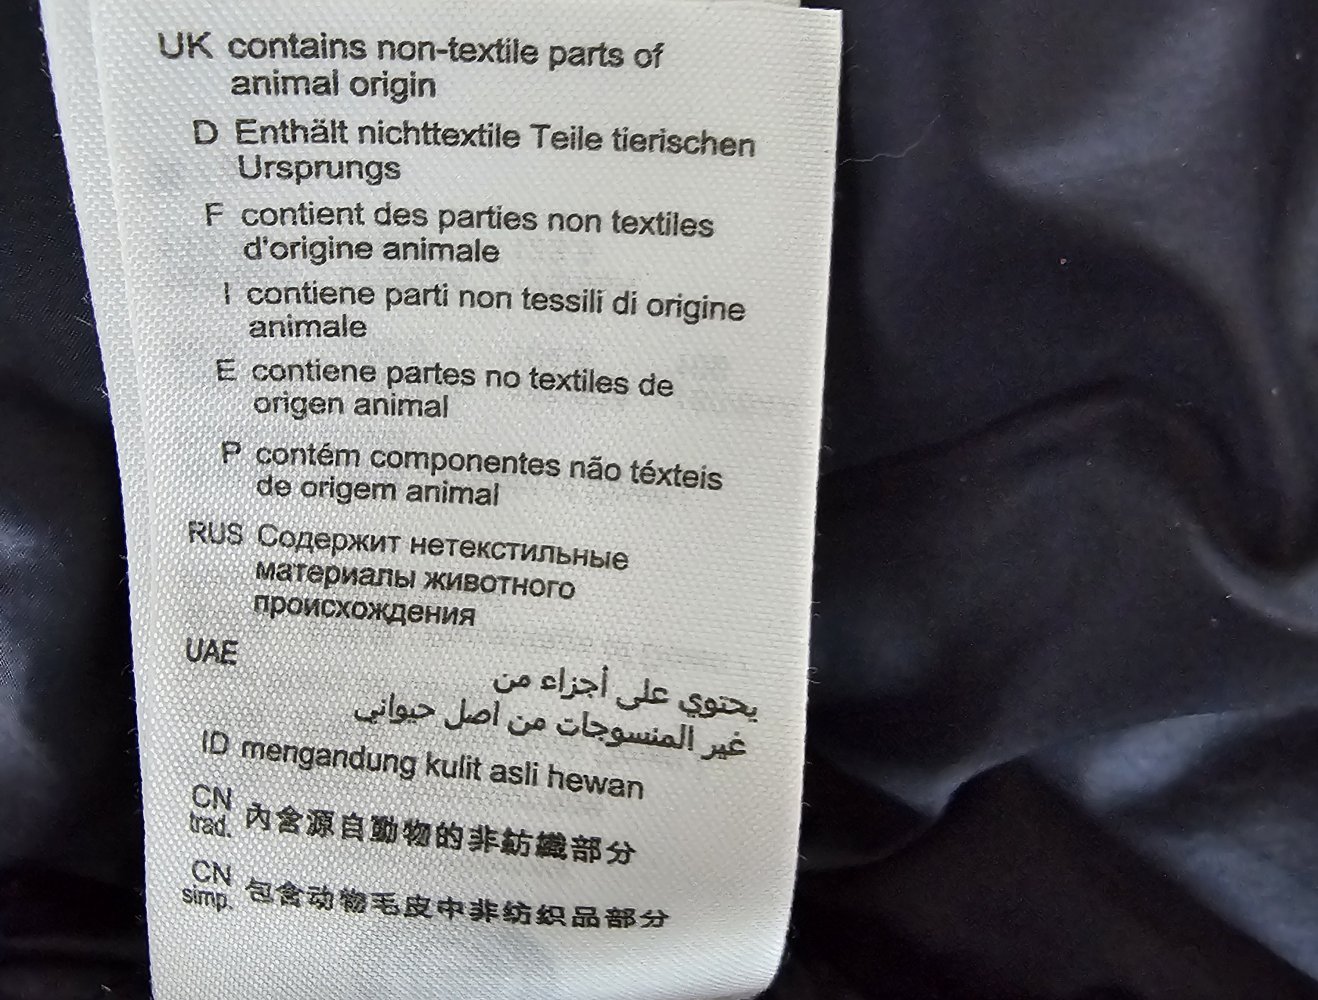 UK contains non-textile parts of
animal origin
D Enthält nichttextile Teile tierischen
Ursprungs
F contient des parties non textiles
d'origine animale
I contiene parti non tessili di origine
animale
E contiene partes no textiles de
origen animal
P contém componentes não téxteis
de origem animal
RUS Содержит нетекстильные
материалы животного
происхождения
UAE
يحتوي على أجزاء من
غير المنسوجات من اصل حيواني
ID mengandung kulit asli hewan
CN
trad. 內含源自動物的非紡織部分
CN
simp. 包含动物毛皮中非纺织品部分